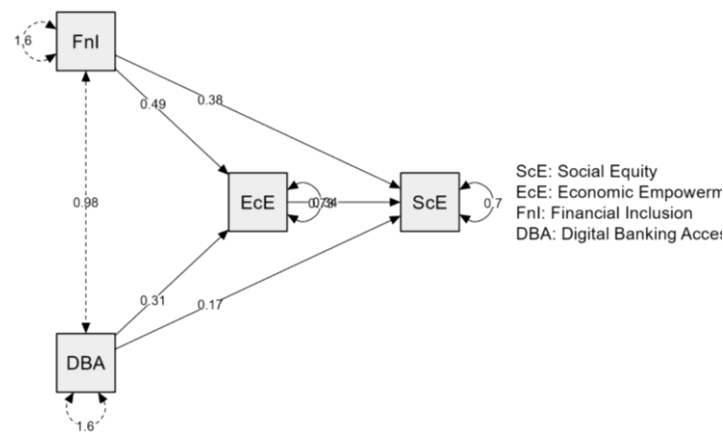 FnI
1.6
0.49
0.38
0.98
EcE
ScE
0.7
0.31
0.17
DBA
1.6
ScE: Social Equity
EcE: Economic Empowerm
FnI: Financial Inclusion
DBA: Digital Banking Acces